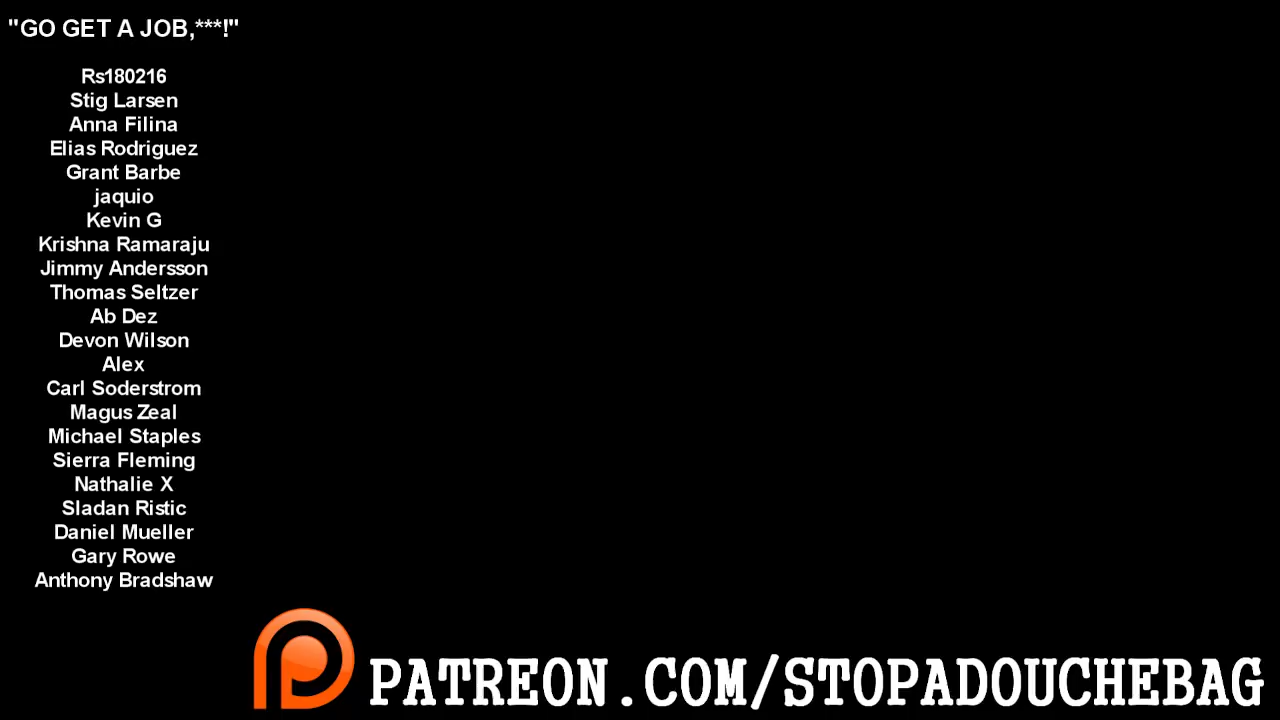 "GO GET A JOB,***!"
Rs180216
Stig Larsen
Anna Filina
Elias Rodriguez
Grant Barbe
jaquio
Kevin G
Krishna Ramaraju
Jimmy Andersson
Thomas Seltzer
Ab Dez
Devon Wilson
Alex
Carl Soderstrom
Magus Zeal
Michael Staples
Sierra Fleming
Nathalie X
Sladan Ristic
Daniel Mueller
Gary Rowe
Anthony Bradshaw
PATREON.COM/STOPADOUCHEBAG